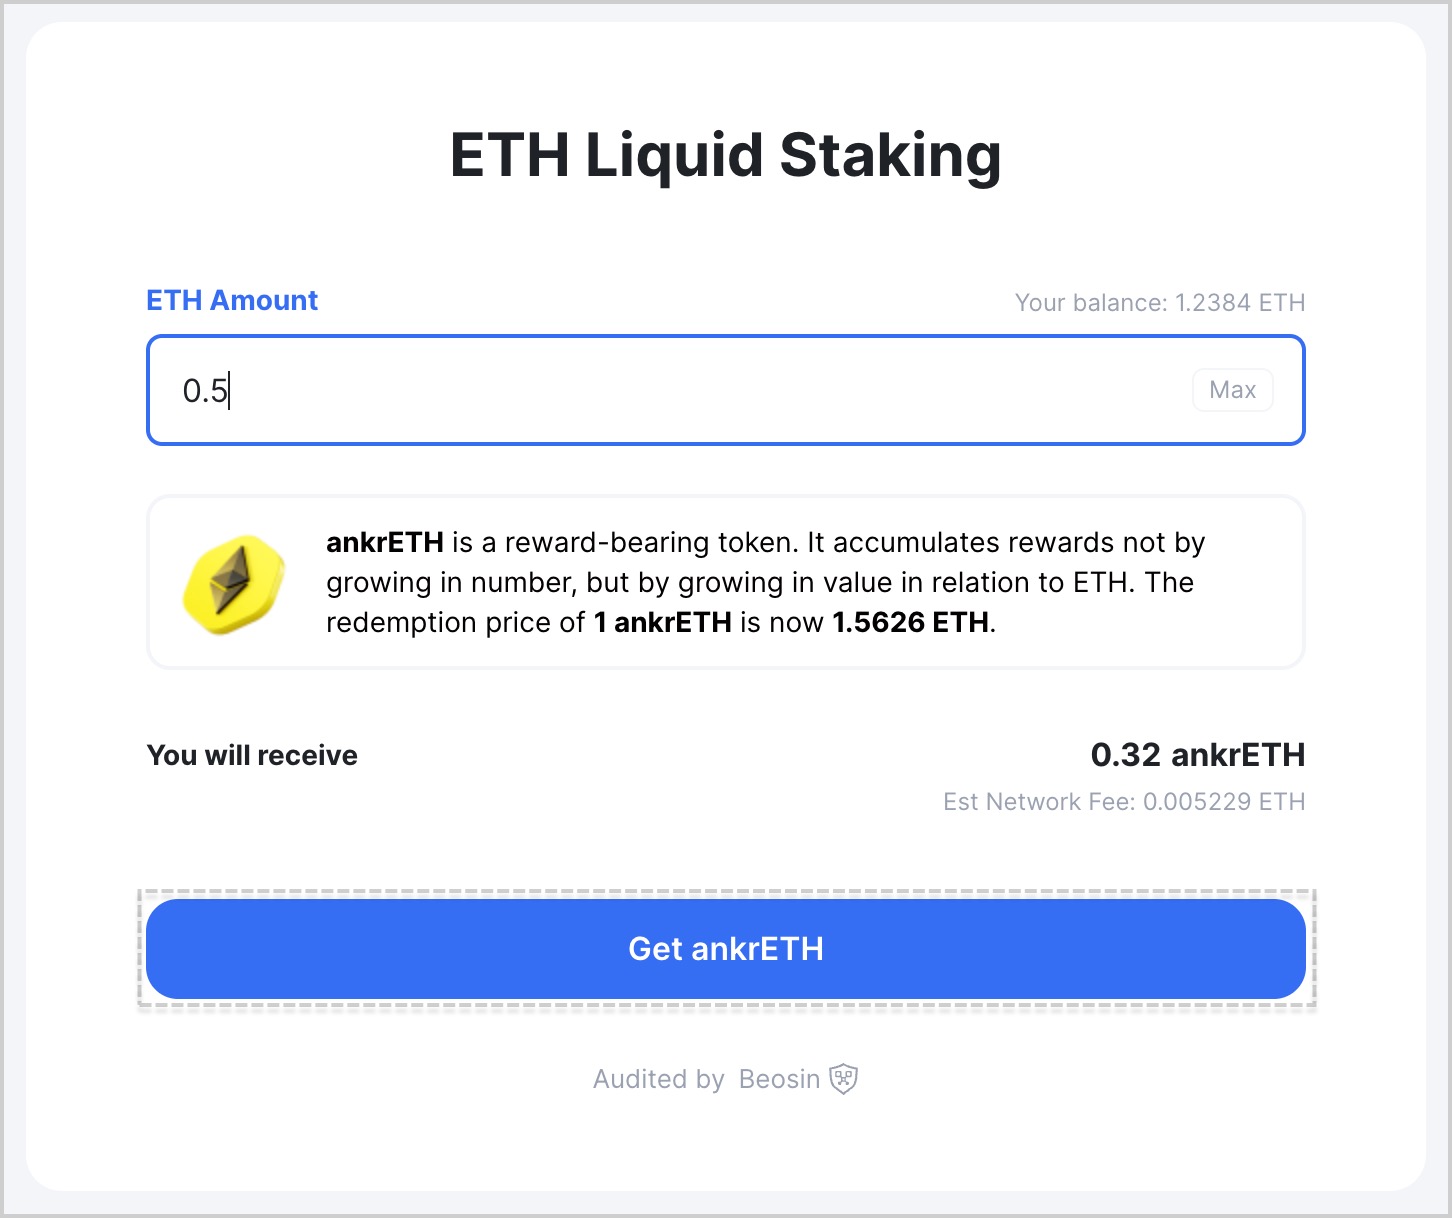 ETH Liquid Staking
ETH Amount
Your balance: 1.2384 ETH
0.5
Max
ankrETH is a reward-bearing token. It accumulates rewards not by
growing in number, but by growing in value in relation to ETH. The
redemption price of 1 ankrETH is now 1.5626 ETH.
You will receive
0.32 ankrETH
Est Network Fee: 0.005229 ETH
Get ankrETH
Audited by Beosin